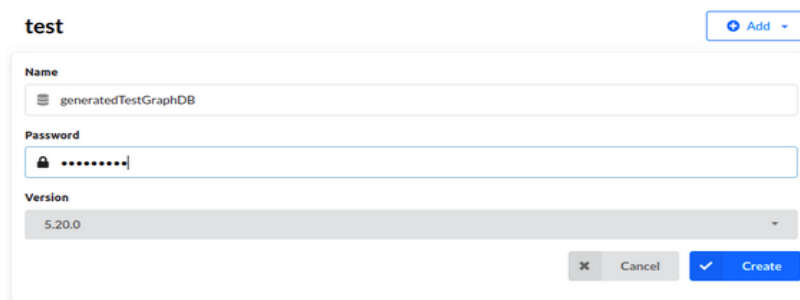 test
Add
Name
generatedTestGraphDB
Password
•••••••••
Version
5.20.0
Cancel
Create